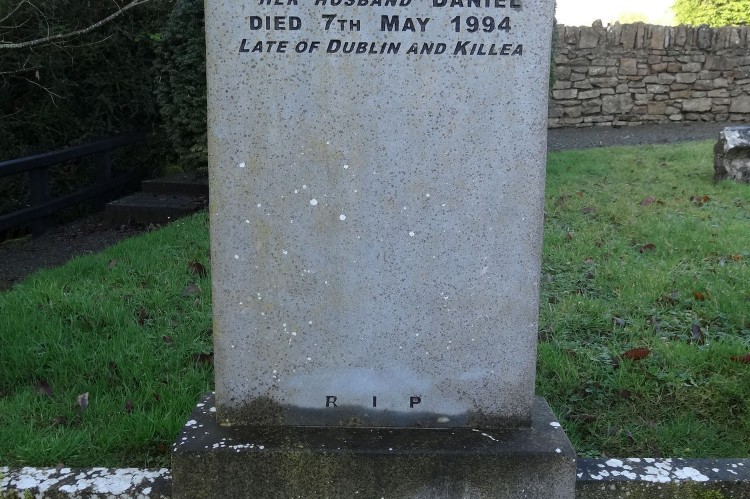 HER HUSBAND DANIEL
DIED 7TH MAY 1994
LATE OF DUBLIN AND KILLEA
R I P